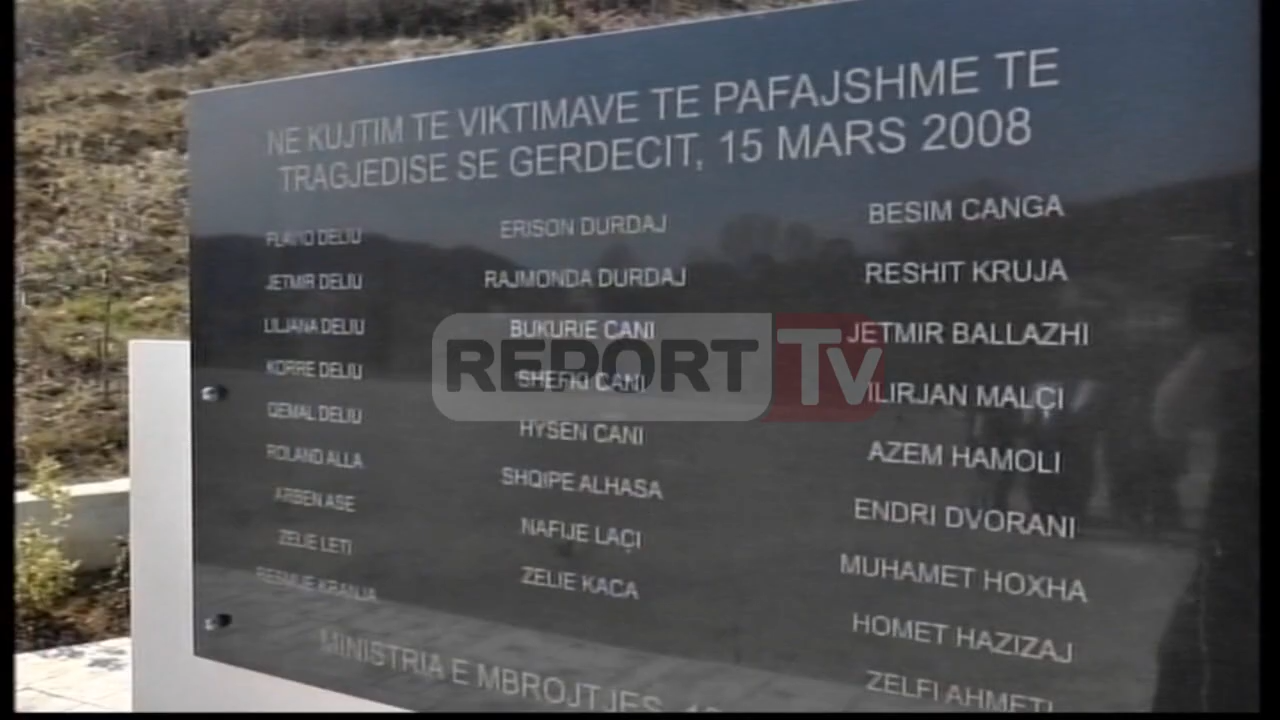 NE KUJTIM TE VIKTIMAVE TE PAFAJSHME TE
TRAGJEDISE SE GERDECIT, 15 MARS 2008
FLAVIO DELIU
JETMIR DELIU
LILJANA DELIU
KORRE DELIU
QEMAL DELIU
ROLAND ALLA
ARBEN ASE
ZELIE LETI
RESMIJE KRANJA
ERISON DURDAJ
RAJMONDA DURDAJ
BUKURIE CANI
SHEFKI CANI
HYSEN CANI
SHQIPE ALHASA
NAFIJE LAÇI
ZELIE KACA
BESIM CANGA
RESHIT KRUJA
JETMIR BALLAZHI
ILIRJAN MALÇI
AZEM HAMOLI
ENDRI DVORANI
MUHAMET HOXHA
HOMET HAZIZAJ
ZELFI AHMETI
MINISTRIA E MBROJTJES,
REPORT Tv